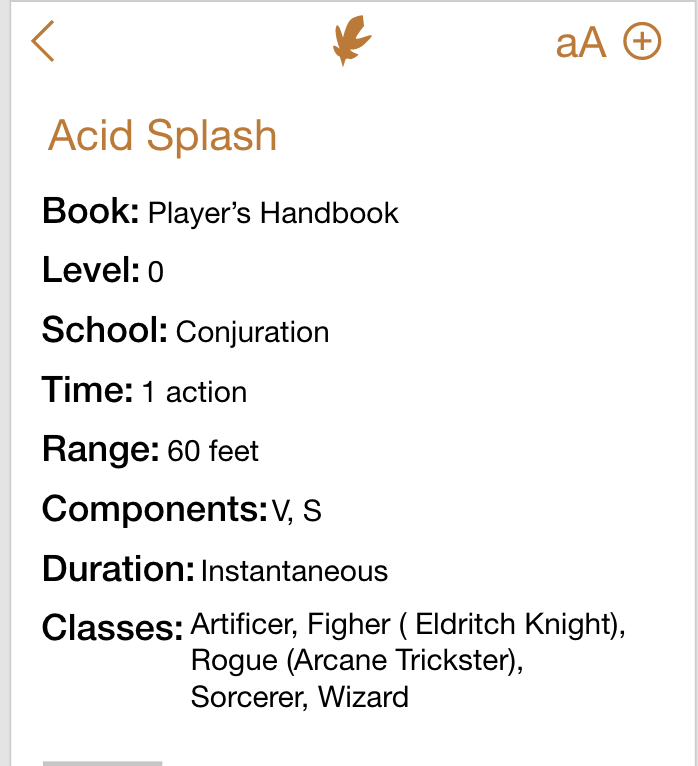 aA
Acid Splash
Book: Player’s Handbook
Level: 0
School: Conjuration
Time: 1 action
Range: 60 feet
Components: V, S
Duration: Instantaneous
Classes: Artificer, Figher ( Eldritch Knight),
Rogue (Arcane Trickster),
Sorcerer, Wizard